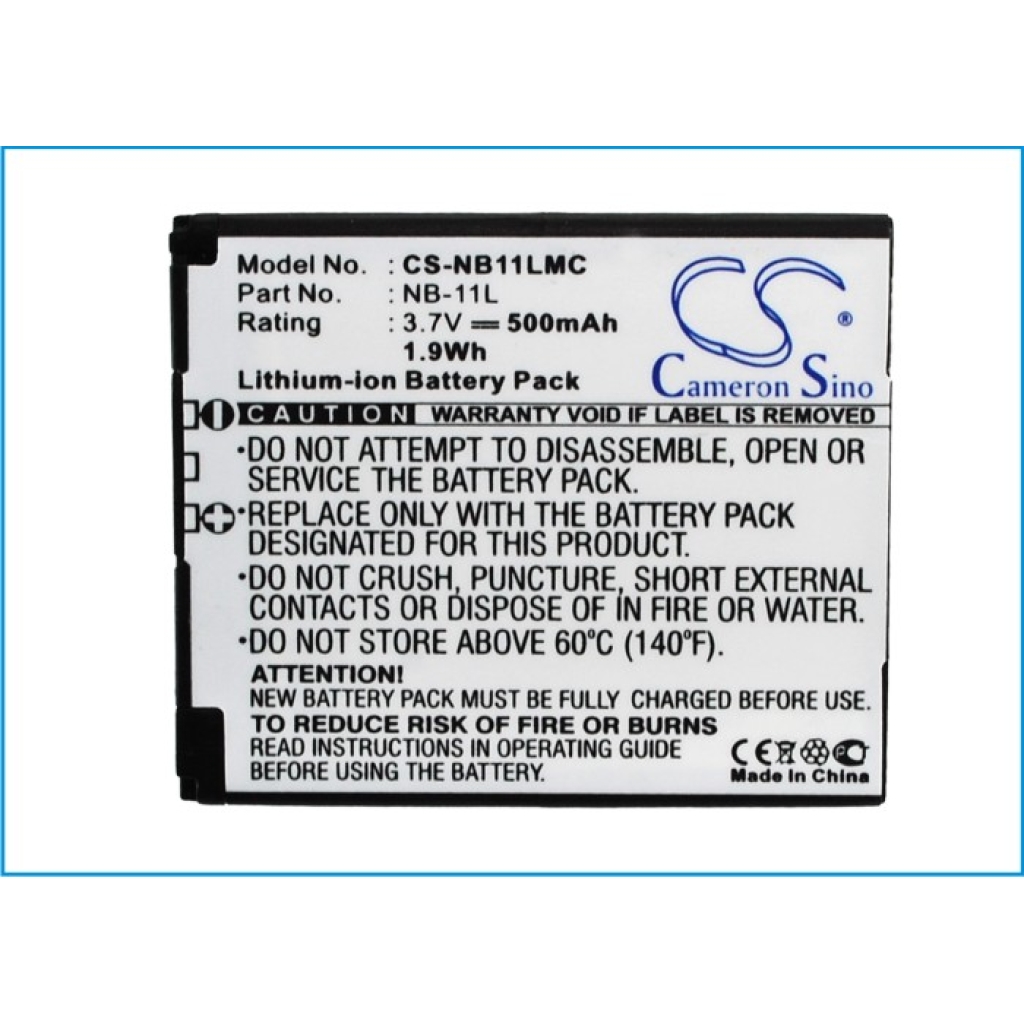 Model No. : CS-NB11LMC
Part No. : NB-11L
Rating : 3.7V 500mAh
1.9Wh
Lithium-ion Battery Pack
CS ®
Cameron Sino
CAUTION WARRANTY VOID IF LABEL IS REMOVED
•DO NOT ATTEMPT TO DISASSEMBLE, OPEN OR
SERVICE THE BATTERY PACK.
•REPLACE ONLY WITH THE BATTERY PACK
DESIGNATED FOR THIS PRODUCT.
•DO NOT CRUSH, PUNCTURE, SHORT EXTERNAL
CONTACTS OR DISPOSE OF IN FIRE OR WATER.
•DO NOT STORE ABOVE 60°C (140°F).
ATTENTION!
NEW BATTERY PACK MUST BE FULLY CHARGED BEFORE USE.
TO REDUCE RISK OF FIRE OR BURNS
READ INSTRUCTIONS IN OPERATING GUIDE
BEFORE USING THE BATTERY.
CE
Made in China